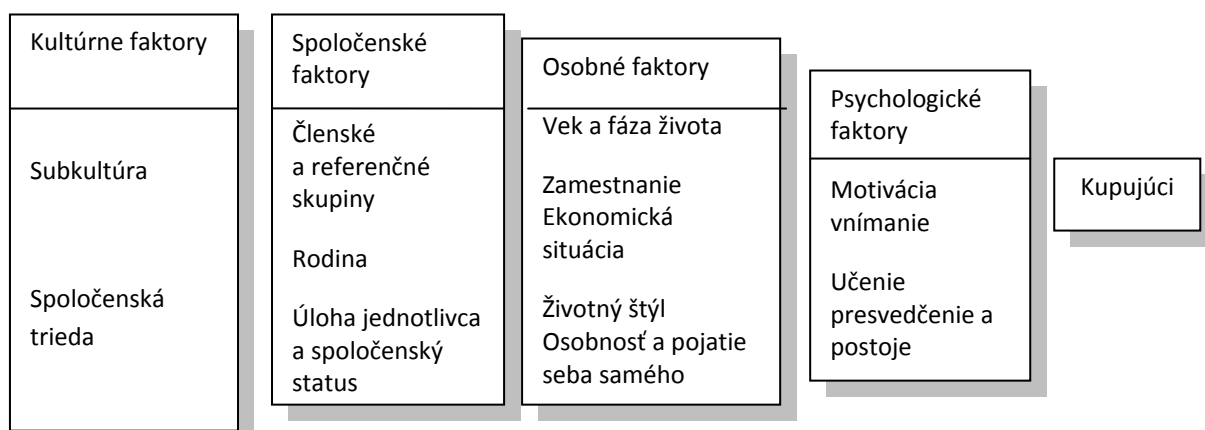 Kultúrne faktory
Subkultúra
Spoločenská
trieda
Spoločenské
faktory
Členské
a referenčné
skupiny
Rodina
Úloha jednotlivca
a spoločenský
status
Osobné faktory
Vek a fáza života
Zamestnanie
Ekonomická
situácia
Životný štýl
Osobnosť a pojatie
seba samého
Psychologické
faktory
Motivácia
vnímanie
Učenie
presvedčenie a
postoje
Kupujúci